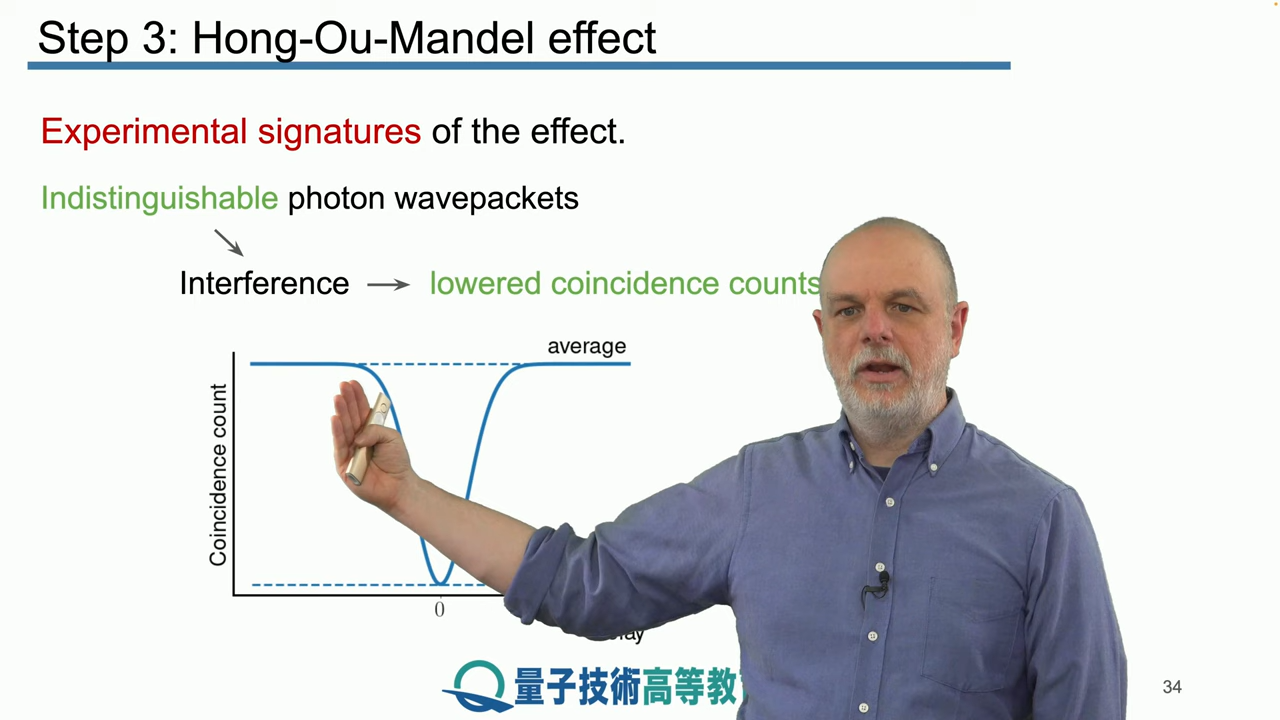 Step 3: Hong-Ou-Mandel effect
Experimental signatures of the effect.
Indistinguishable photon wavepackets
Interference
lowered coincidence counts
average
Coincidence count
0
量子技術高等教
34